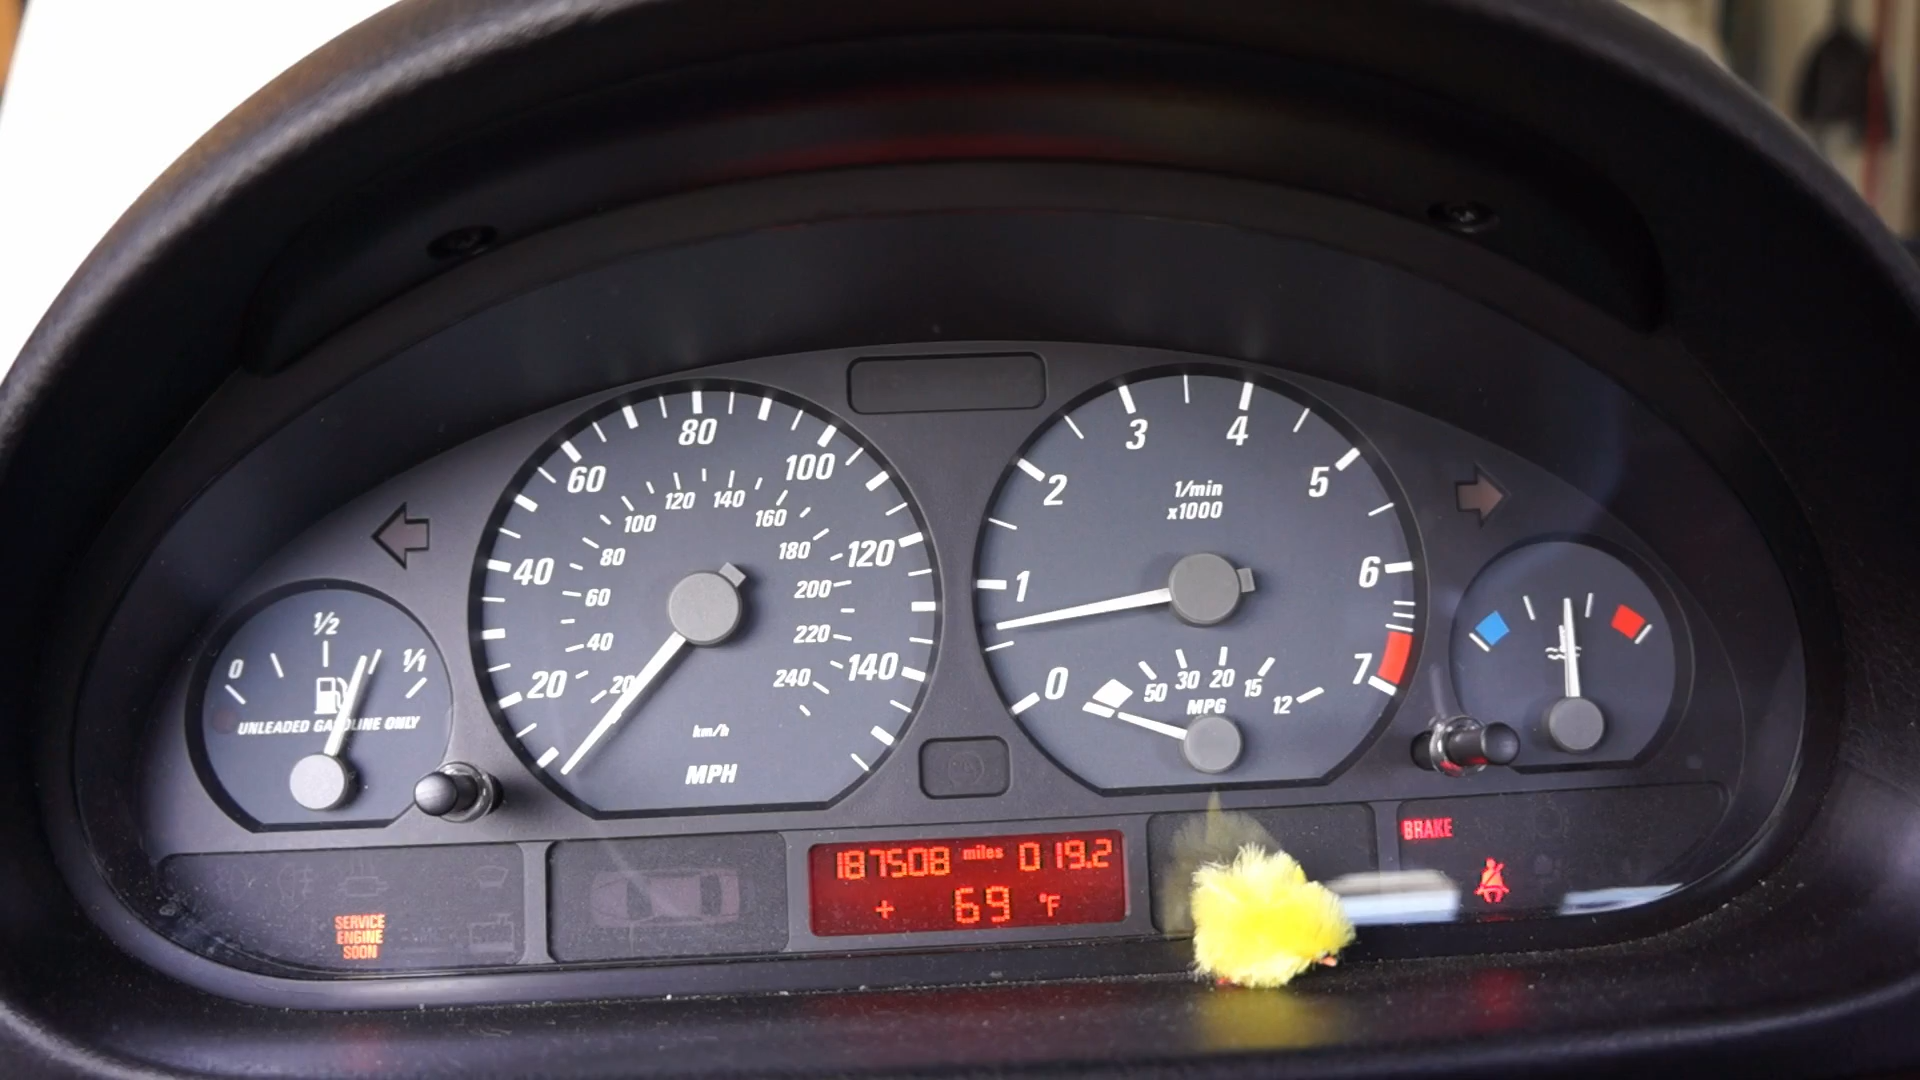 0
1/2
1/1
UNLEADED GASOLINE ONLY
20
40
60
80
100
120
140
20
40
60
80
100
120
140
160
180
200
220
240
km/h
MPH
0
1
2
3
4
5
6
7
1/min
x1000
50
30
20
15
12
MPG
187508 miles 019.2
+ 69 °F
BRAKE
SERVICE
ENGINE
SOON